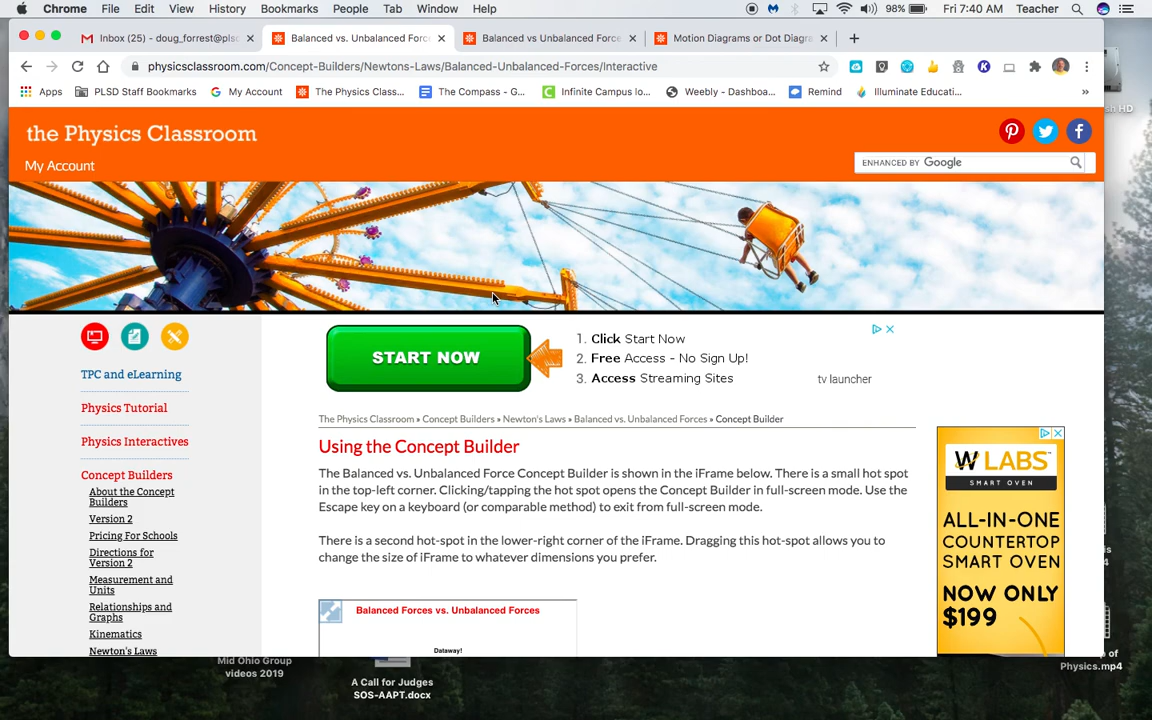 Chrome File Edit View History Bookmarks People Tab Window Help 98% Fri 7:40 AM Teacher
Inbox (25) - doug_forrest@plsd
Balanced vs. Unbalanced Force
Balanced vs Unbalanced Force
Motion Diagrams or Dot Diagra
physicsclassroom.com/Concept-Builders/Newtons-Laws/Balanced-Unbalanced-Forces/Interactive
Apps PLSD Staff Bookmarks My Account The Physics Class... The Compass - G... Infinite Campus lo... Weebly - Dashboa... Remind Illuminate Educati... »
the Physics Classroom
My Account
ENHANCED BY Google
START NOW
1. Click Start Now
2. Free Access - No Sign Up!
3. Access Streaming Sites
tv launcher
TPC and eLearning
Physics Tutorial
Physics Interactives
Concept Builders
About the Concept
Builders
Version 2
Pricing For Schools
Directions for
Version 2
Measurement and
Units
Relationships and
Graphs
Kinematics
Newton's Laws
The Physics Classroom » Concept Builders » Newton's Laws » Balanced vs. Unbalanced Forces » Concept Builder
Using the Concept Builder
The Balanced vs. Unbalanced Force Concept Builder is shown in the iFrame below. There is a small hot spot
in the top-left corner. Clicking/tapping the hot spot opens the Concept Builder in full-screen mode. Use the
Escape key on a keyboard (or comparable method) to exit from full-screen mode.
There is a second hot-spot in the lower-right corner of the iFrame. Dragging this hot-spot allows you to
change the size of iFrame to whatever dimensions you prefer.
Balanced Forces vs. Unbalanced Forces
Dataway!
W LABS
SMART OVEN
ALL-IN-ONE
COUNTERTOP
SMART OVEN
NOW ONLY
$199
Mid Ohio Group
videos 2019
A Call for Judges
SOS-AAPT.docx
Physics.mp4